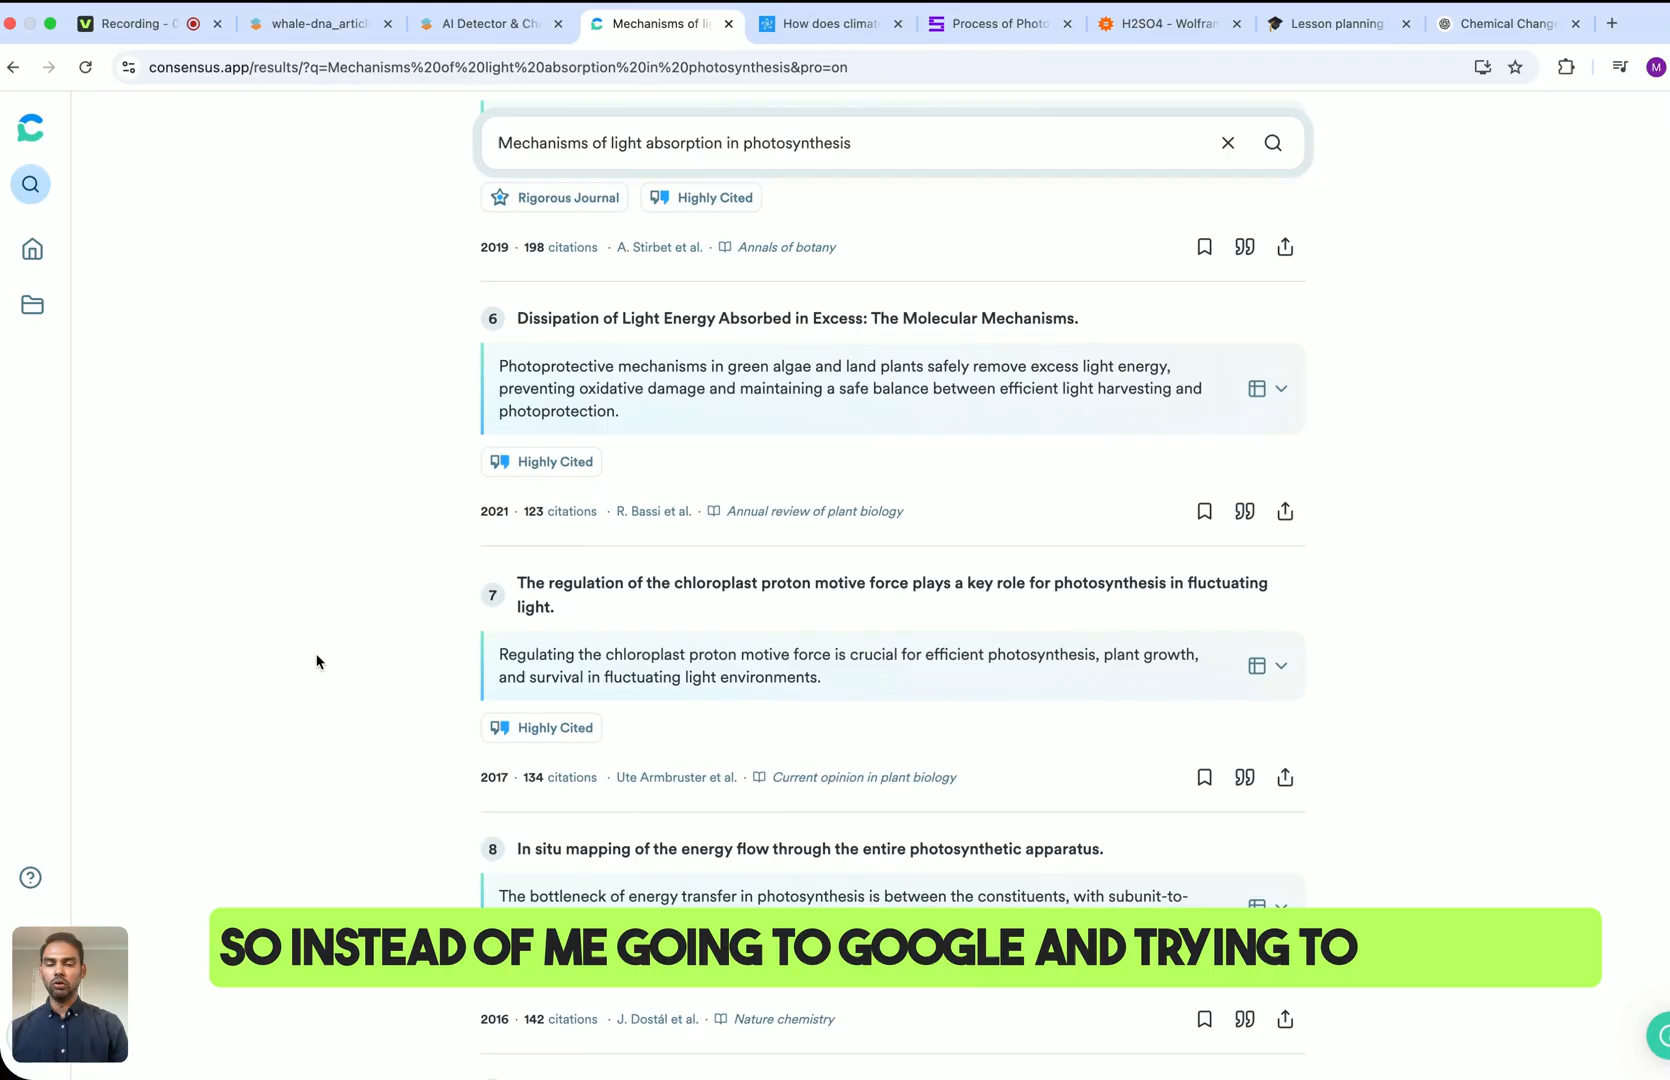 Recording - 0
whale-dna_artic
AI Detector & Ch
Mechanisms of li
How does climat
Process of Photo
H2SO4 - Wolfram
Lesson planning
Chemical Chang
consensus.app/results/?q=Mechanisms%20of%20light%20absorption%20in%20photosynthesis&pro=on
M
Mechanisms of light absorption in photosynthesis
Rigorous Journal
Highly Cited
2019 · 198 citations · A. Stirbet et al. · Annals of botany
6 Dissipation of Light Energy Absorbed in Excess: The Molecular Mechanisms.
Photoprotective mechanisms in green algae and land plants safely remove excess light energy,
preventing oxidative damage and maintaining a safe balance between efficient light harvesting and
photoprotection.
Highly Cited
2021 · 123 citations · R. Bassi et al. · Annual review of plant biology
7 The regulation of the chloroplast proton motive force plays a key role for photosynthesis in fluctuating
light.
Regulating the chloroplast proton motive force is crucial for efficient photosynthesis, plant growth,
and survival in fluctuating light environments.
Highly Cited
2017 · 134 citations · Ute Armbruster et al. · Current opinion in plant biology
8 In situ mapping of the energy flow through the entire photosynthetic apparatus.
The bottleneck of energy transfer in photosynthesis is between the constituents, with subunit-to-
SO INSTEAD OF ME GOING TO GOOGLE AND TRYING TO
2016 · 142 citations · J. Dostál et al. · Nature chemistry